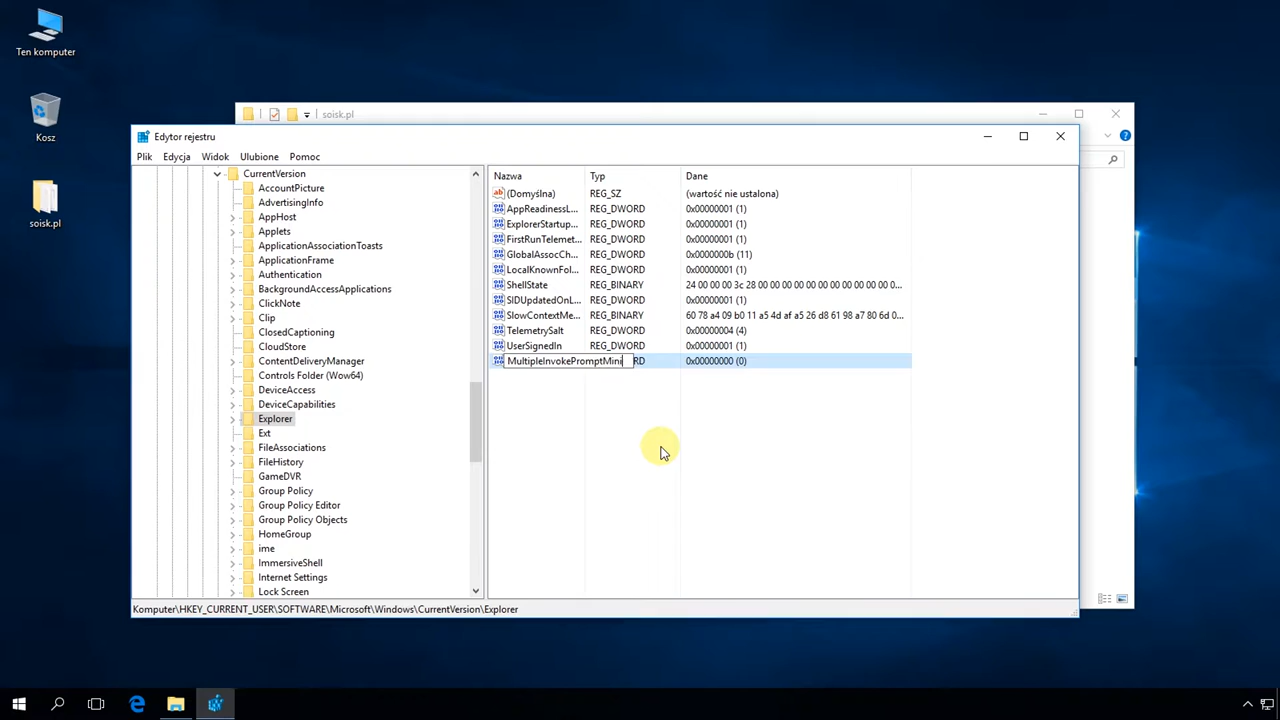 Ten komputer
Kosz
soisk.pl
soisk.pl
Edytor rejestru
Plik Edycja Widok Ulubione Pomoc
CurrentVersion
AccountPicture
AdvertisingInfo
AppHost
Applets
ApplicationAssociationToasts
ApplicationFrame
Authentication
BackgroundAccessApplications
ClickNote
Clip
ClosedCaptioning
CloudStore
ContentDeliveryManager
Controls Folder (Wow64)
DeviceAccess
DeviceCapabilities
Explorer
Ext
FileAssociations
FileHistory
GameDVR
Group Policy
Group Policy Editor
Group Policy Objects
HomeGroup
ime
ImmersiveShell
Internet Settings
Lock Screen
Nazwa Typ Dane
(Domyślna) REG_SZ (wartość nie ustalona)
AppReadinessL... REG_DWORD 0x00000001 (1)
ExplorerStartup... REG_DWORD 0x00000001 (1)
FirstRunTelemet... REG_DWORD 0x00000001 (1)
GlobalAssocCh... REG_DWORD 0x0000000b (11)
LocalKnownFol... REG_DWORD 0x00000001 (1)
ShellState REG_BINARY 24 00 00 00 3c 28 00 00 00 00 00 00 00 00 00 00 0...
SIDUpdatedOnL... REG_DWORD 0x00000001 (1)
SlowContextMe... REG_BINARY 60 78 a4 09 b0 11 a5 4d af a5 26 d8 61 98 a7 80 6d 0...
TelemetrySalt REG_DWORD 0x00000004 (4)
UserSignedIn REG_DWORD 0x00000001 (1)
MultipleInvokePromptMini RD 0x00000000 (0)
Komputer\HKEY_CURRENT_USER\SOFTWARE\Microsoft\Windows\CurrentVersion\Explorer